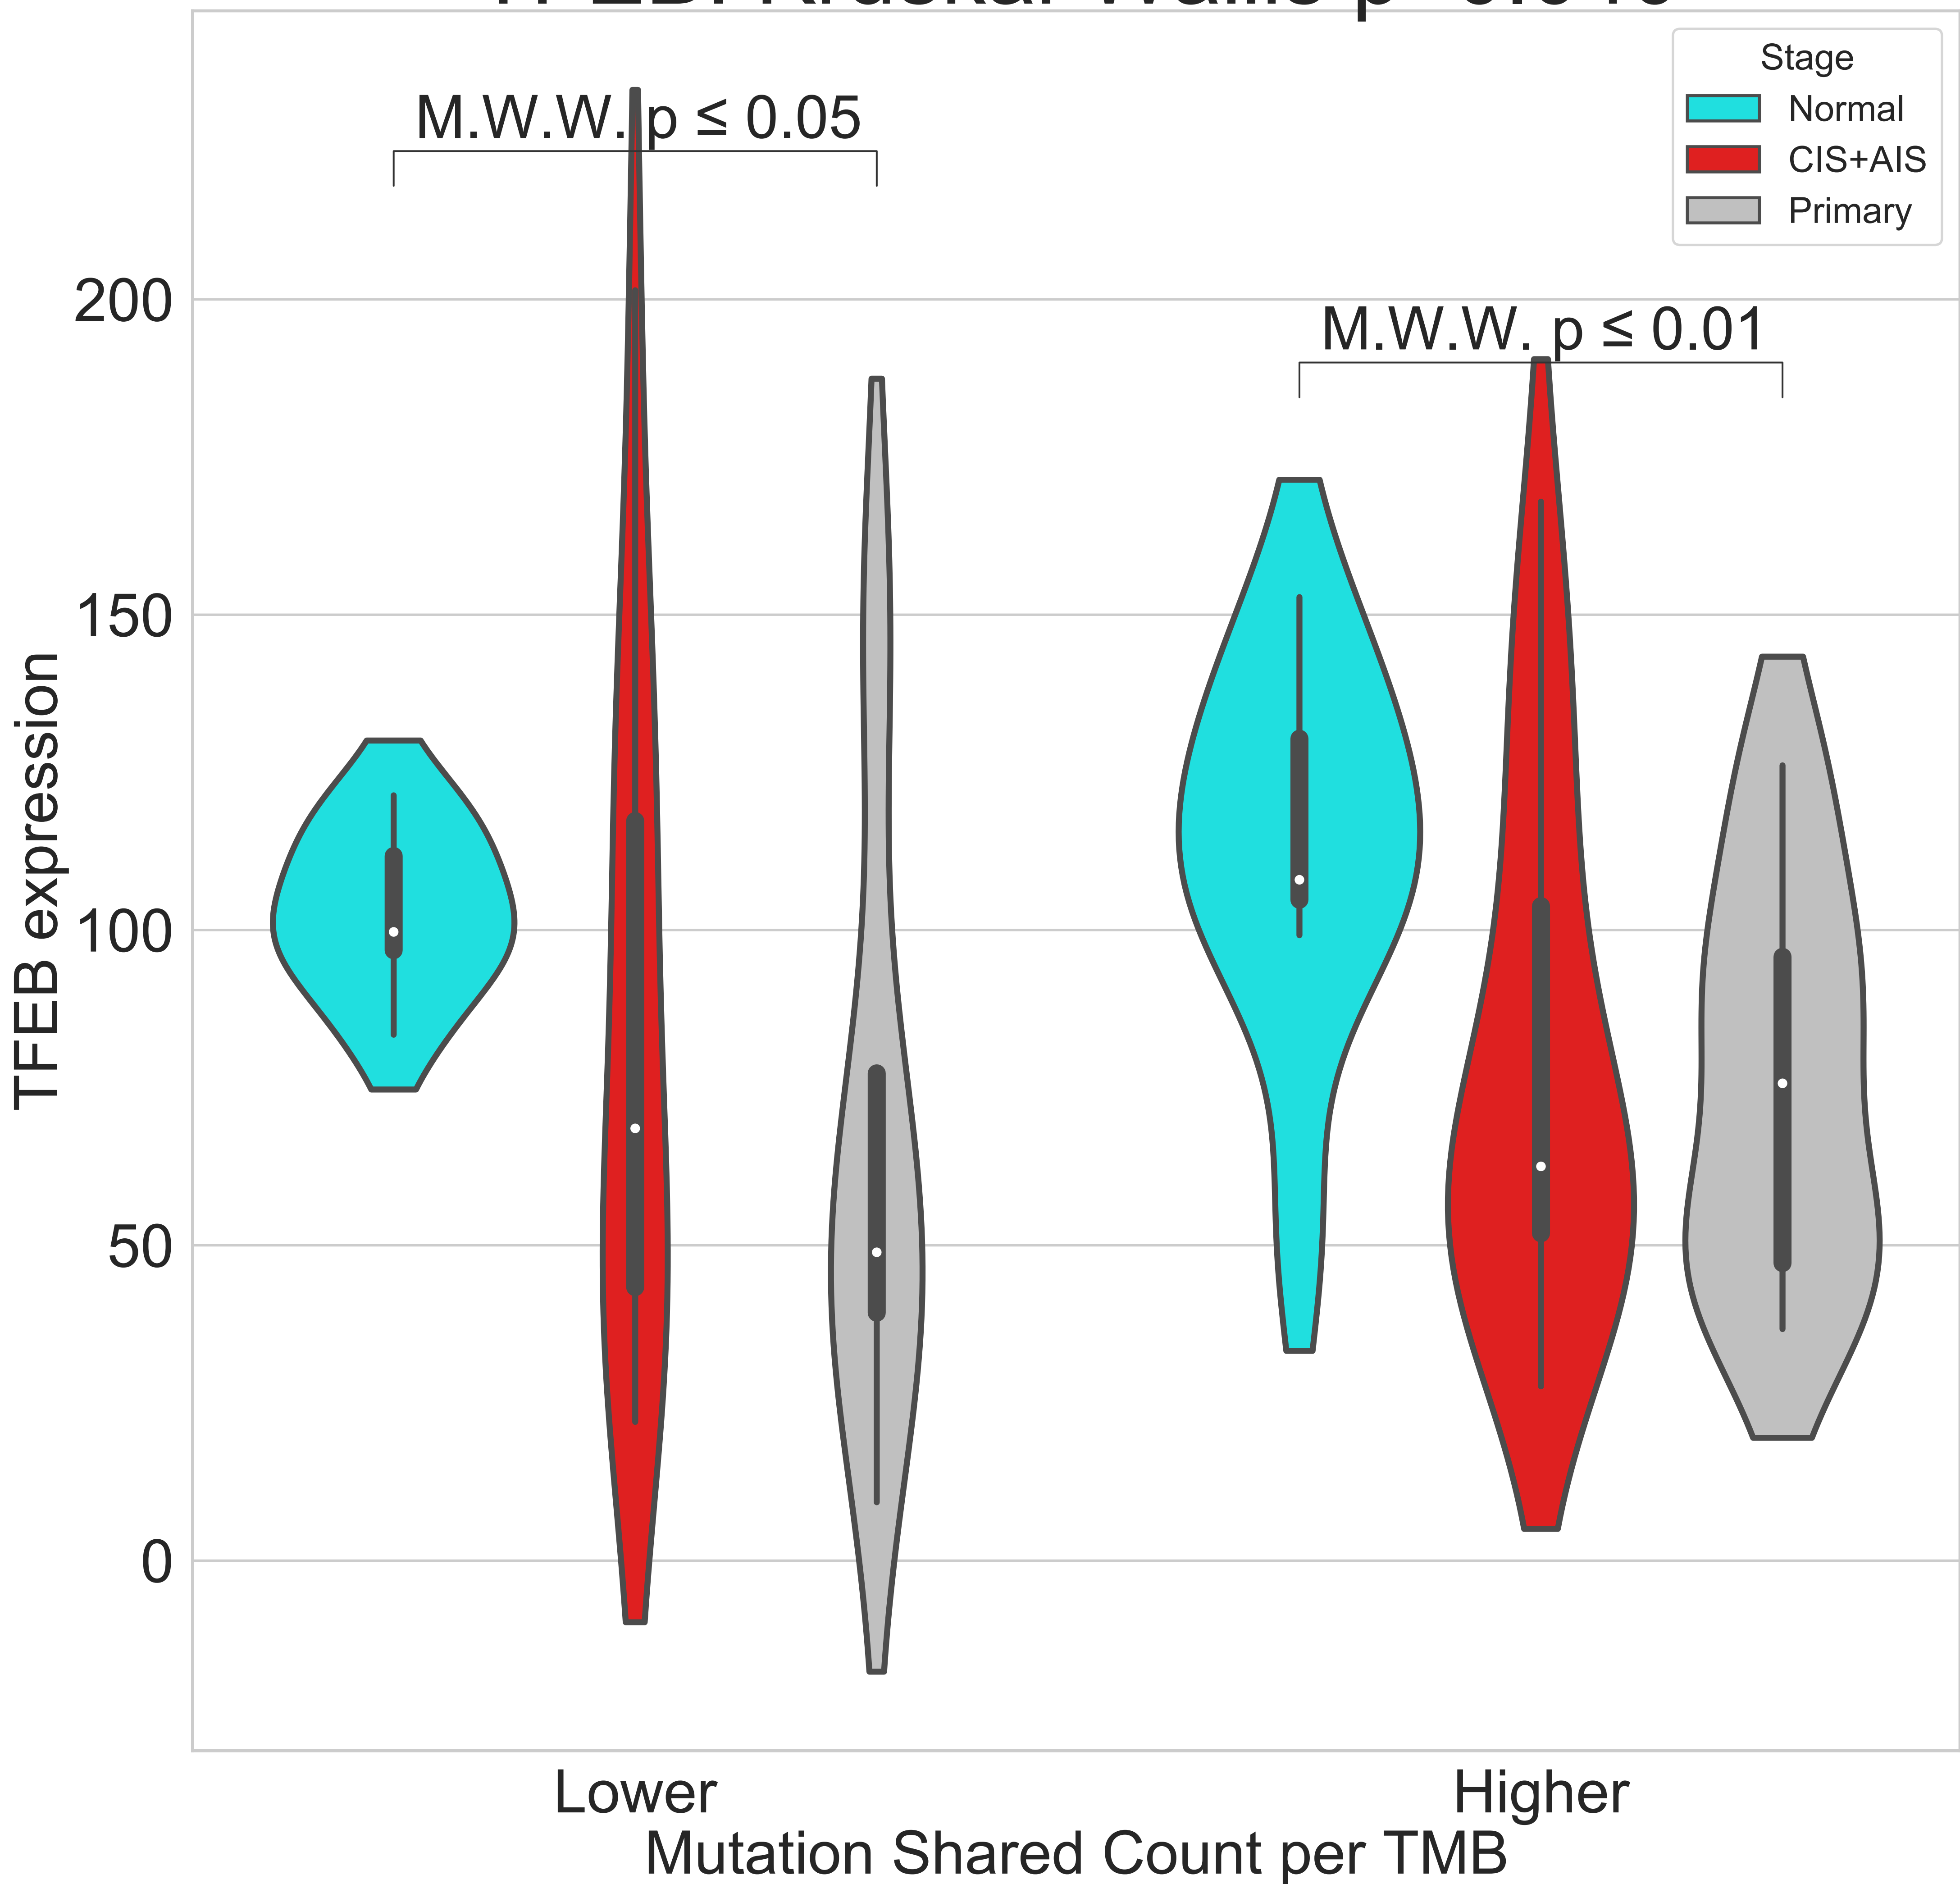 Stage
Normal
CIS+AIS
Primary
M.W.W. p ≤ 0.05
M.W.W. p ≤ 0.01
200
150
100
50
0
TFEB expression
Lower
Higher
Mutation Shared Count per TMB